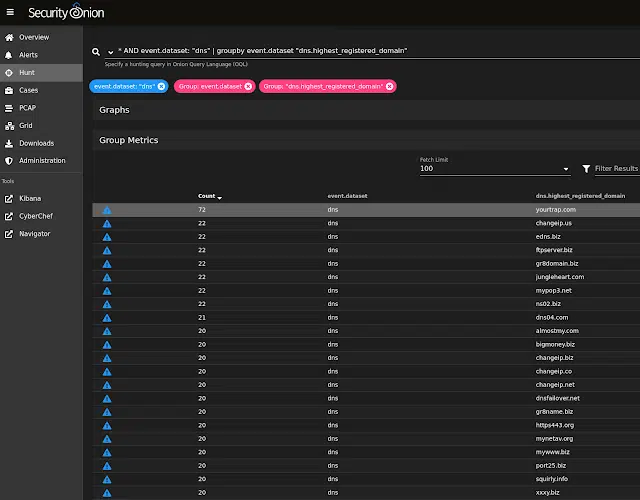 Security Onion
Overview
Alerts
Hunt
Cases
PCAP
Grid
Downloads
Administration
Tools
Kibana
CyberChef
Navigator
* AND event.dataset: "dns" | groupby event.dataset "dns.highest_registered_domain"
Specify a hunting query in Onion Query Language (OQL)
event.dataset: "dns" Group: event.dataset Group: "dns.highest_registered_domain"
Graphs
Group Metrics
Fetch Limit
100 Filter Results
Count event.dataset dns.highest_registered_domain
72 dns yourtrap.com
22 dns changeip.us
22 dns edns.biz
22 dns ftpserver.biz
22 dns gr8domain.biz
22 dns jungleheart.com
22 dns mypop3.net
22 dns ns02.biz
21 dns dns04.com
20 dns almostmy.com
20 dns bigmoney.biz
20 dns changeip.biz
20 dns changeip.co
20 dns changeip.net
20 dns dnsfailover.net
20 dns gr8name.biz
20 dns https443.org
20 dns mynetav.org
20 dns mywww.biz
20 dns port25.biz
20 dns squirly.info
20 dns xxxy.biz